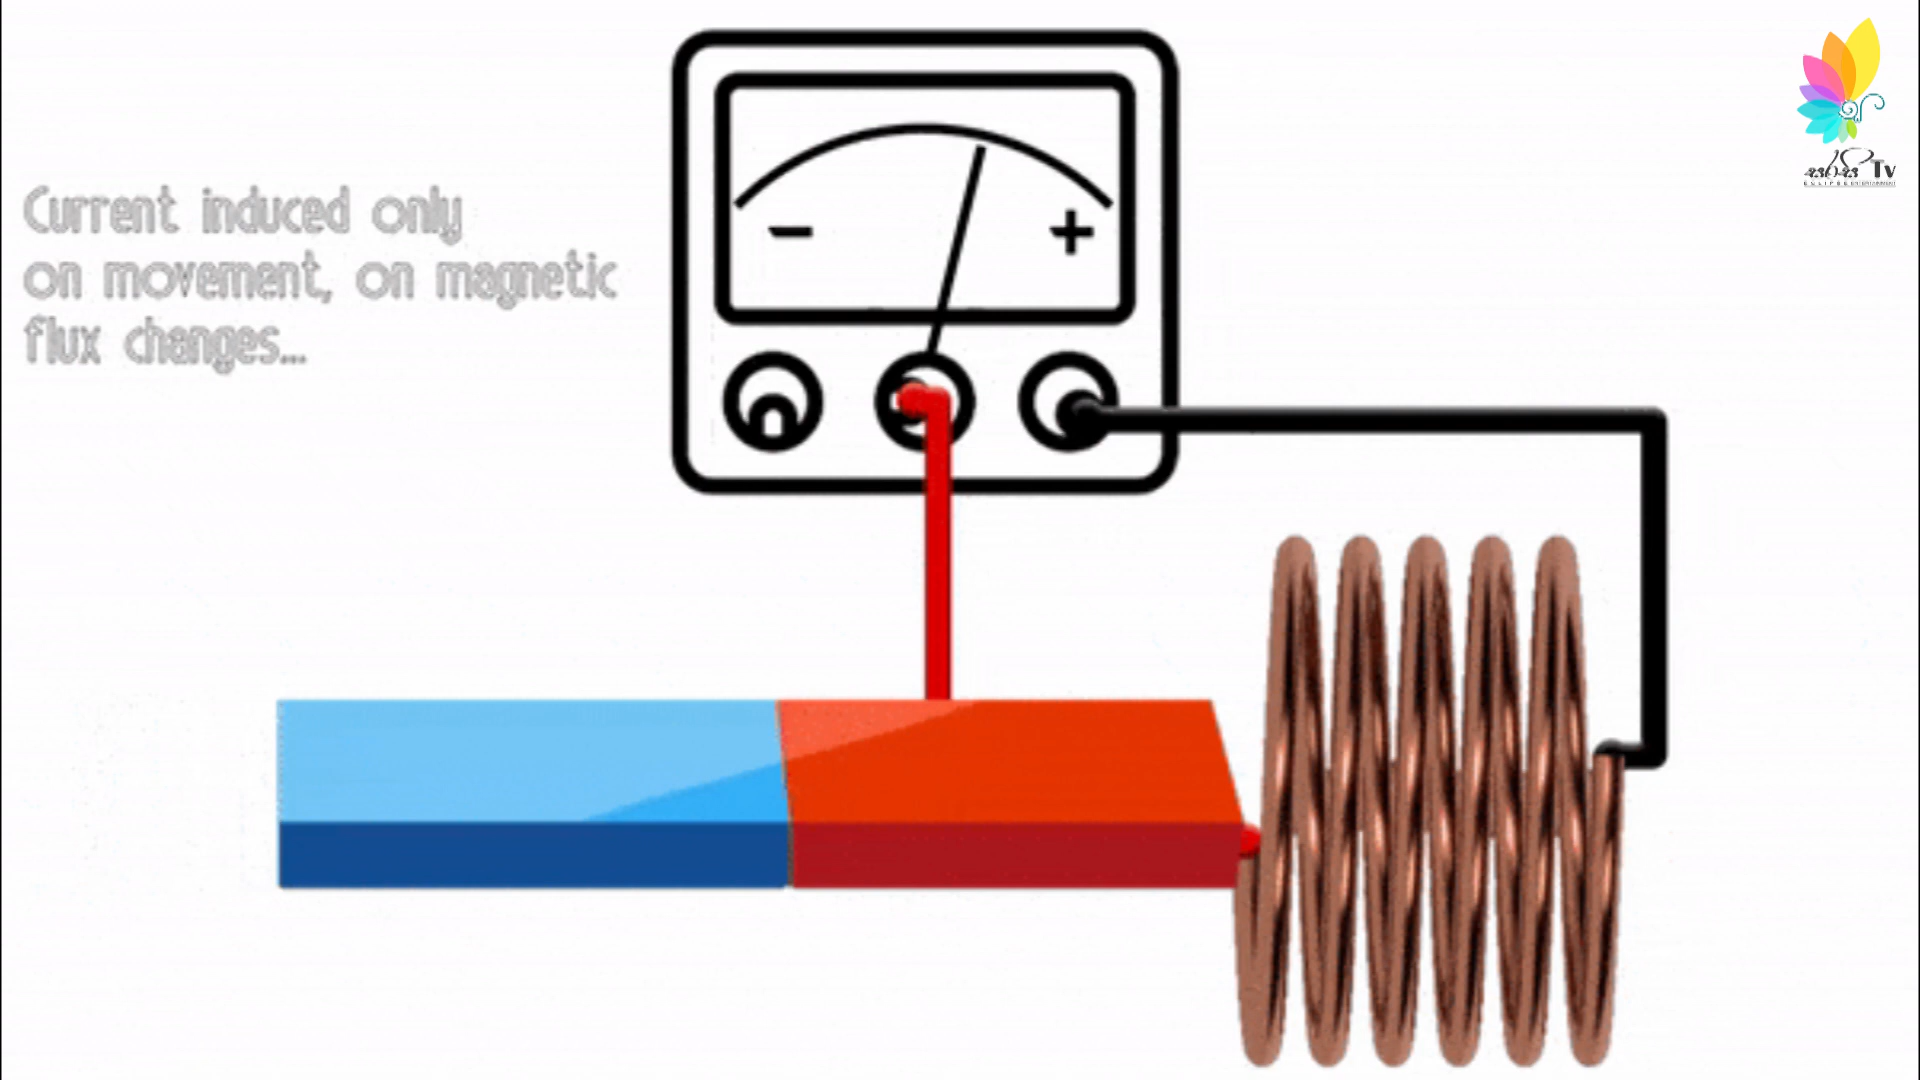 Current induced only
on movement, on magnetic
flux changes...
− +
Tv